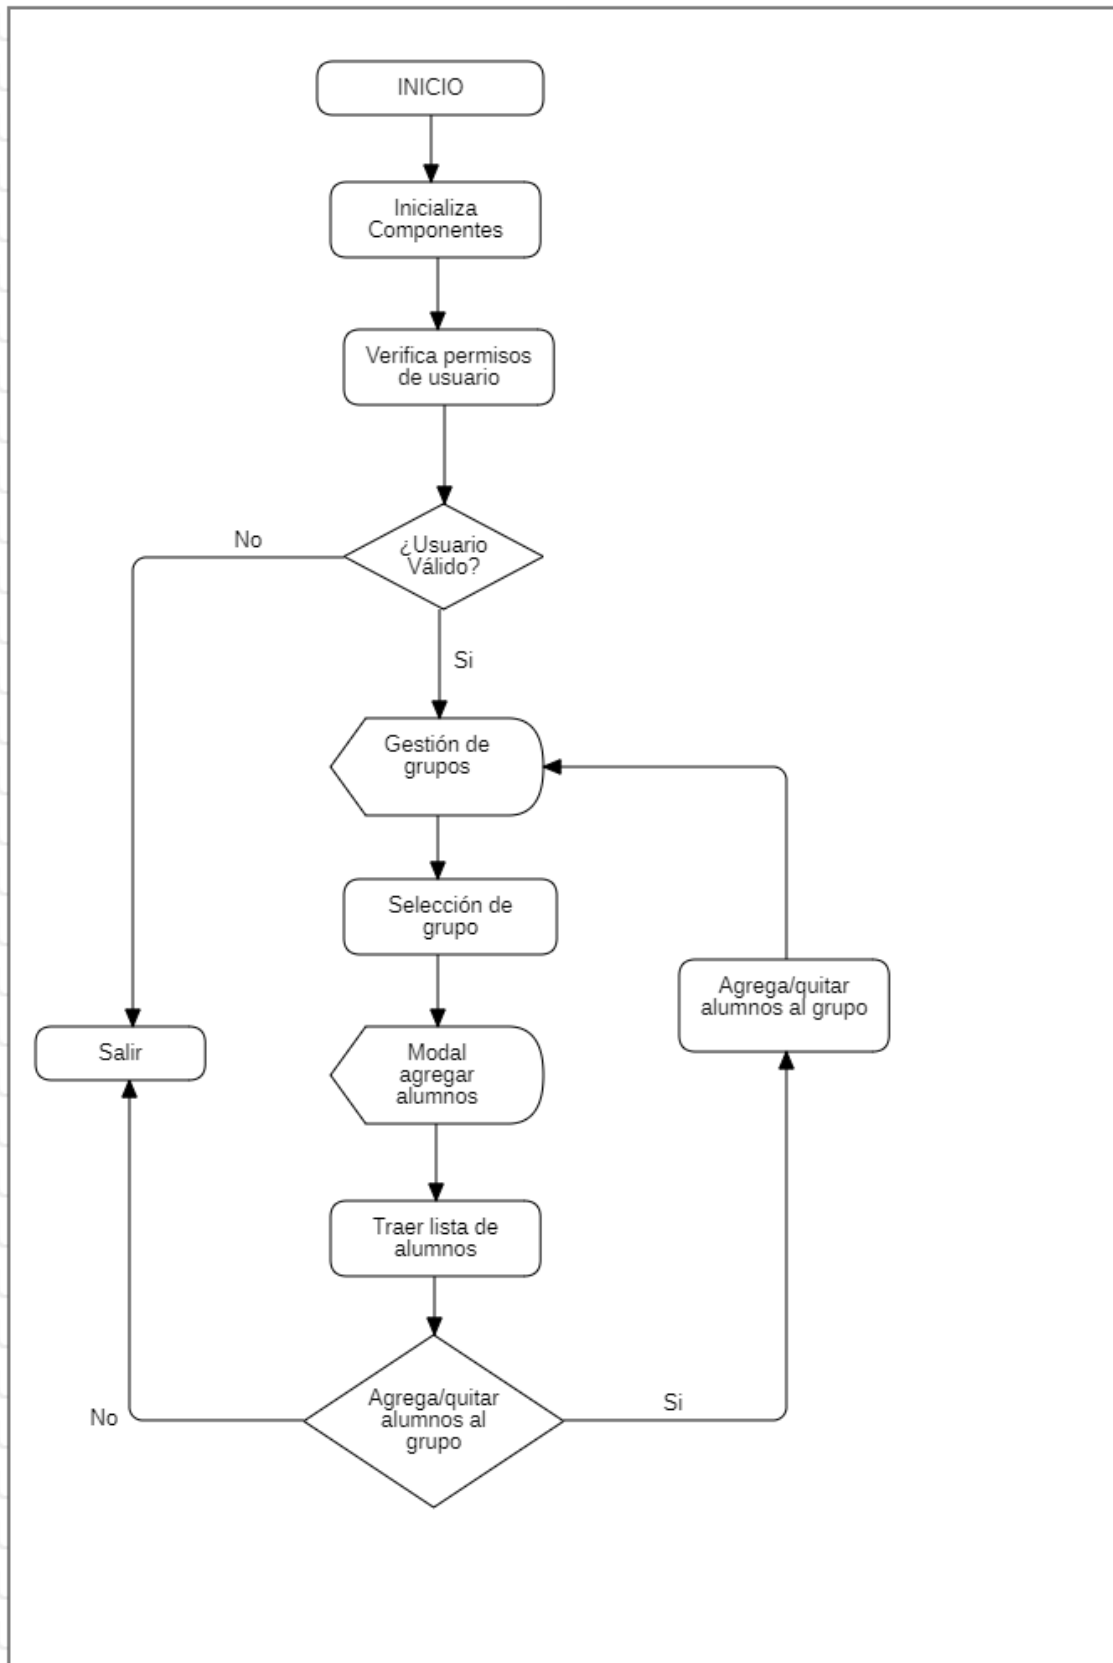 INICIO
Inicializa
Componentes
Verifica permisos
de usuario
No
¿Usuario
Válido?
Si
Gestión de
grupos
Selección de
grupo
Agrega/quitar
alumnos al grupo
Salir
Modal
agregar
alumnos
Traer lista de
alumnos
No
Agrega/quitar
alumnos al
grupo
Si